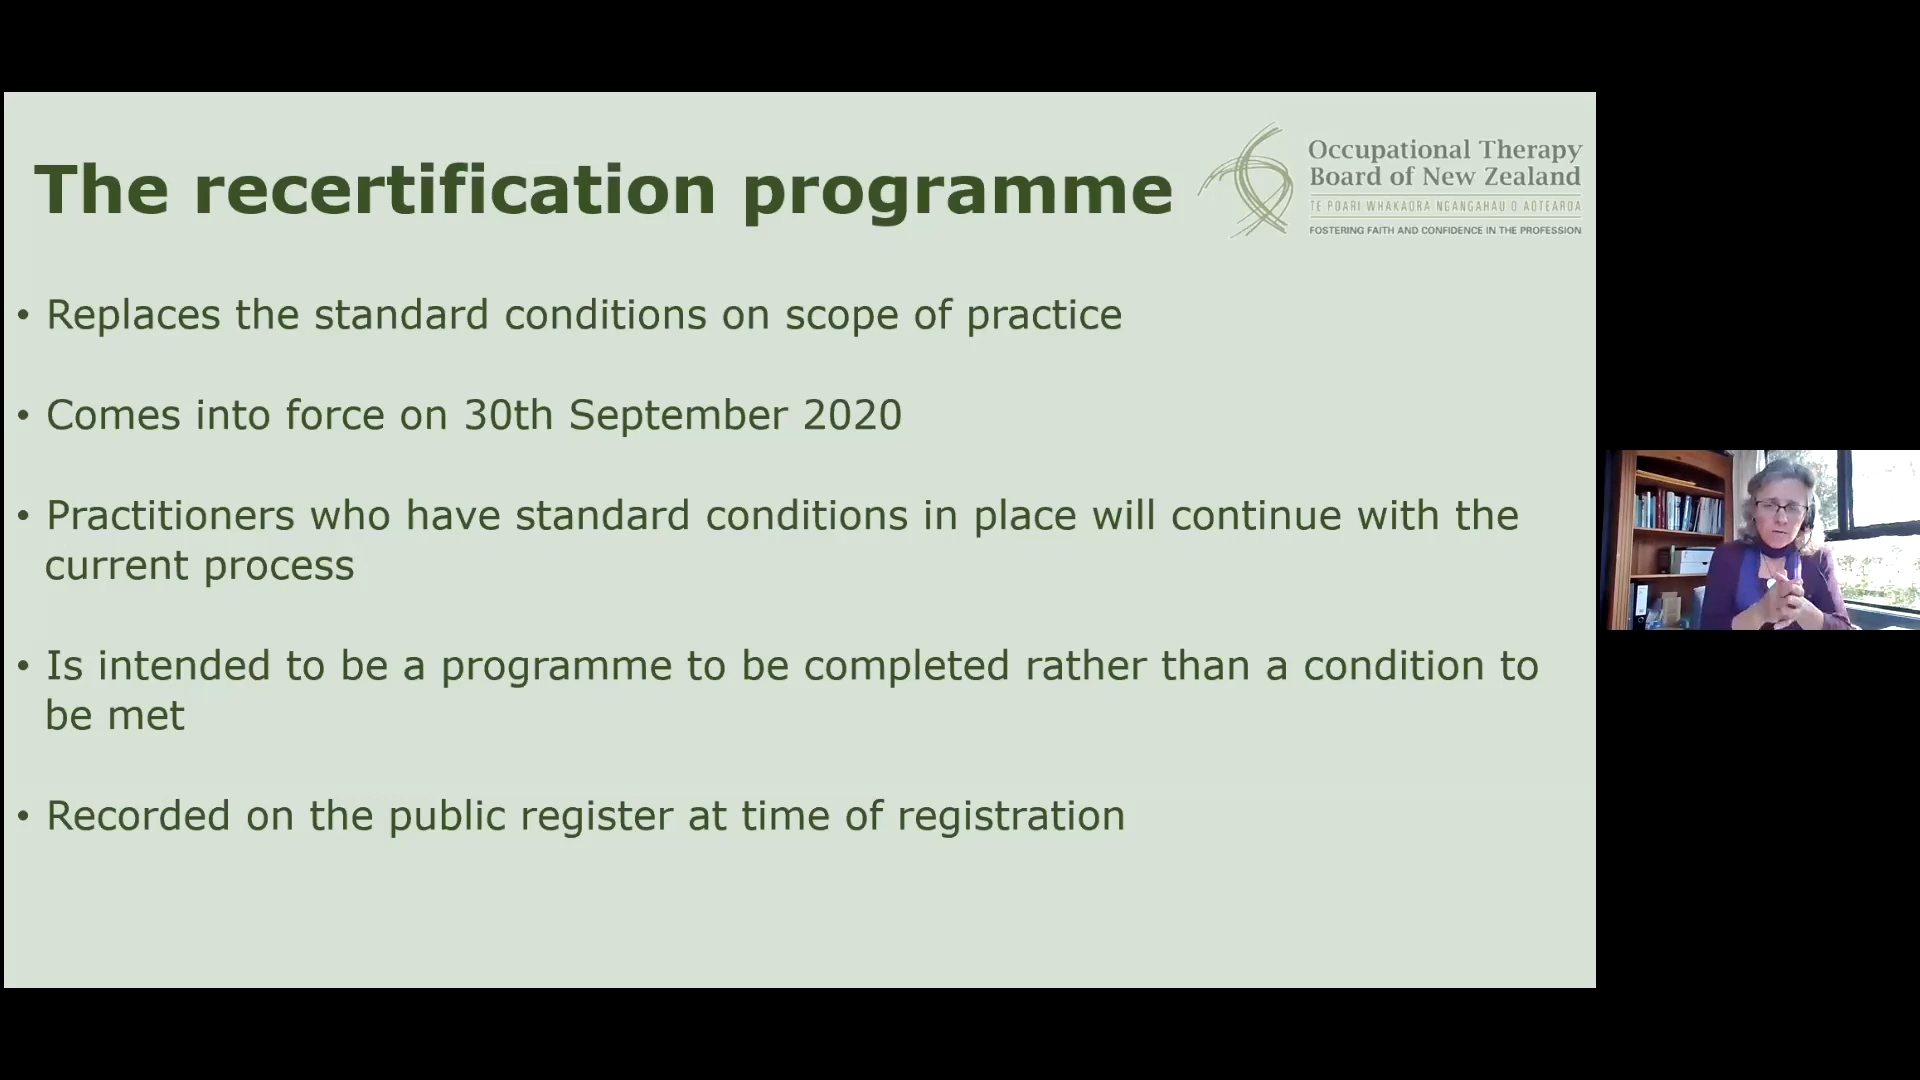 The recertification programme
Occupational Therapy
Board of New Zealand
TE POARI WHAKAORA NGANGAHAU O AOTEAROA
FOSTERING FAITH AND CONFIDENCE IN THE PROFESSION
• Replaces the standard conditions on scope of practice
• Comes into force on 30th September 2020
• Practitioners who have standard conditions in place will continue with the
current process
• Is intended to be a programme to be completed rather than a condition to
be met
• Recorded on the public register at time of registration